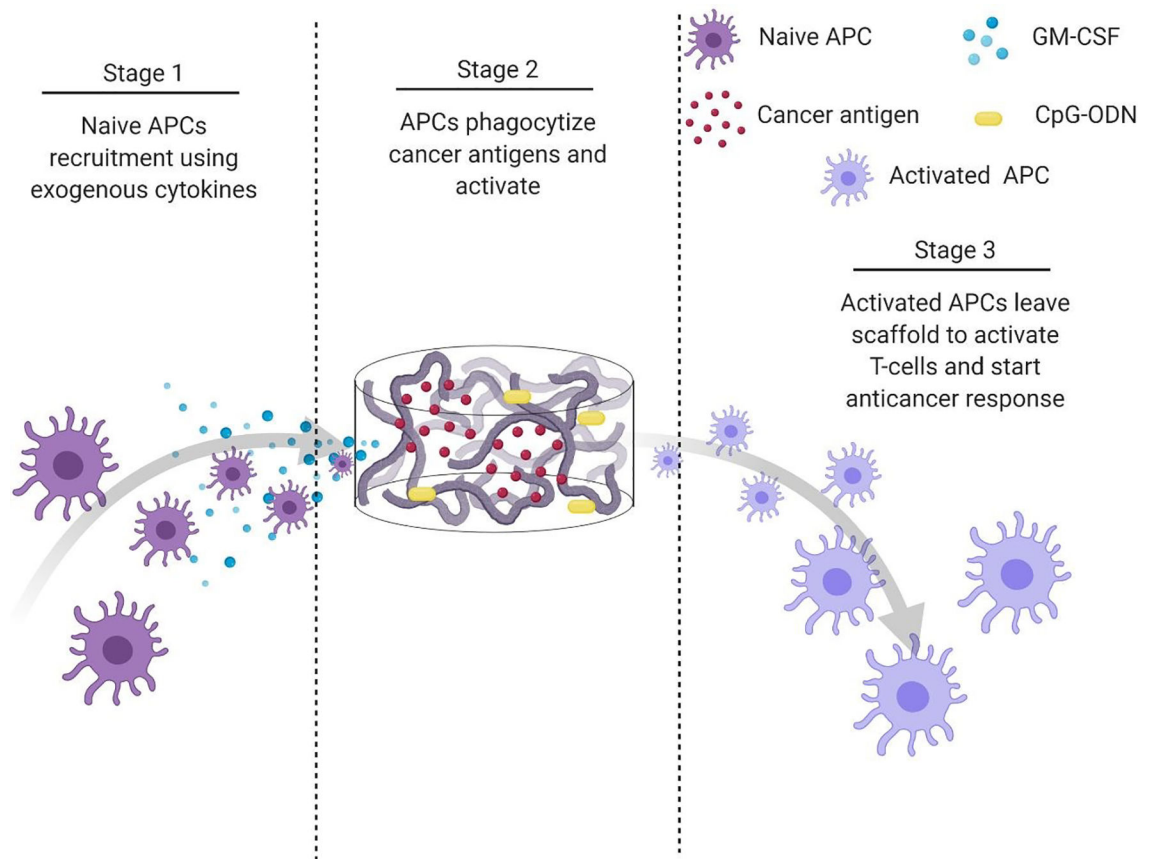 Stage 1
Naive APCs
recruitment using
exogenous cytokines
Stage 2
APCs phagocytize
cancer antigens and
activate
Naive APC
GM-CSF
Cancer antigen
CpG-ODN
Activated APC
Stage 3
Activated APCs leave
scaffold to activate
T-cells and start
anticancer response